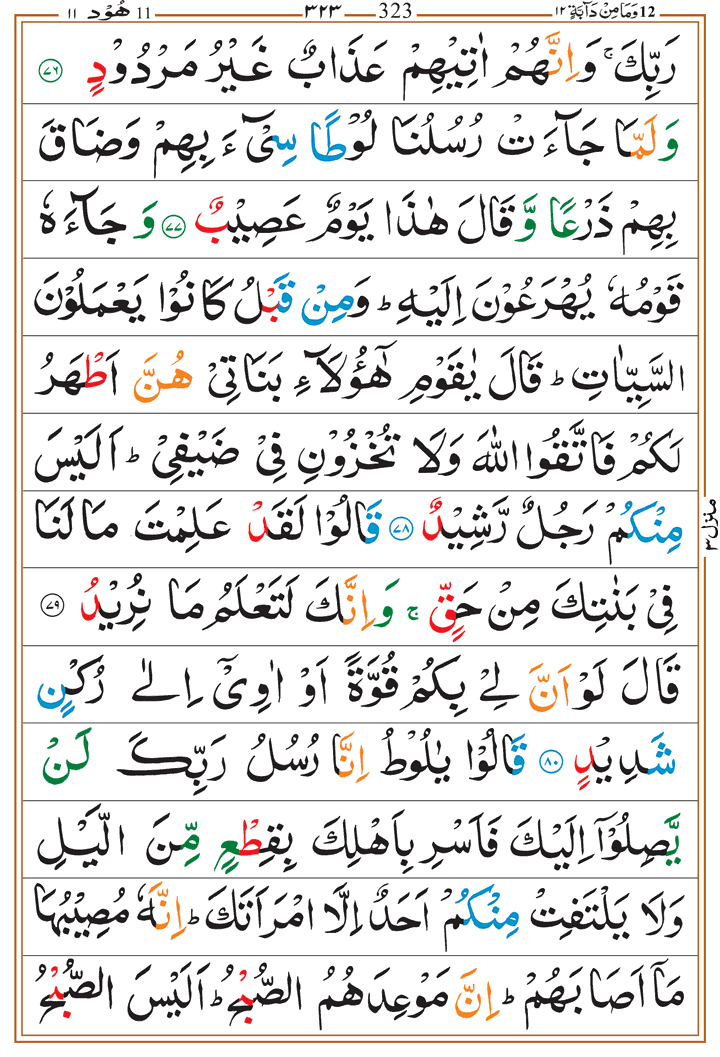 12 وَمَا مِنْ دَآبَّةٍ ١٢ 323 ٣٢٣ 11 هُوْد ١١
رَبِّكَ ۚ وَاِنَّهُمْ اٰتِيْهِمْ عَذَابٌ غَيْرُ مَرْدُوْدٍ ﴿٧٦﴾
وَلَمَّا جَآءَتْ رُسُلُنَا لُوْطًا سِيْٓءَ بِهِمْ وَضَاقَ
بِهِمْ ذَرْعًا وَّقَالَ هٰذَا يَوْمٌ عَصِيْبٌ ﴿٧٧﴾ وَجَآءَهٗ
قَوْمُهٗ يُهْرَعُوْنَ اِلَيْهِ ؕ وَمِنْ قَبْلُ كَانُوْا يَعْمَلُوْنَ
السَّيِّاٰتِ ؕ قَالَ يٰقَوْمِ هٰٓؤُلَآءِ بَنَاتِيْ هُنَّ اَطْهَرُ
لَكُمْ فَاتَّقُوا اللّٰهَ وَلَا تُخْزُوْنِ فِيْ ضَيْفِيْ ؕ اَلَيْسَ
مِنْكُمْ رَجُلٌ رَّشِيْدٌ ﴿٧٨﴾ قَالُوْا لَقَدْ عَلِمْتَ مَا لَنَا
فِيْ بَنٰتِكَ مِنْ حَقٍّ ۚ وَاِنَّكَ لَتَعْلَمُ مَا نُرِيْدُ ﴿٧٩﴾
قَالَ لَوْ اَنَّ لِيْ بِكُمْ قُوَّةً اَوْ اٰوِيْٓ اِلٰى رُكْنٍ
شَدِيْدٍ ﴿٨٠﴾ قَالُوْا يٰلُوْطُ اِنَّا رُسُلُ رَبِّكَ لَنْ
يَّصِلُوْٓا اِلَيْكَ فَاَسْرِ بِاَهْلِكَ بِقِطْعٍ مِّنَ الَّيْلِ
وَلَا يَلْتَفِتْ مِنْكُمْ اَحَدٌ اِلَّا امْرَاَتَكَ ؕ اِنَّهٗ مُصِيْبُهَا
مَآ اَصَابَهُمْ ؕ اِنَّ مَوْعِدَهُمُ الصُّبْحُ ؕ اَلَيْسَ الصُّبْحُ
منزل ٣